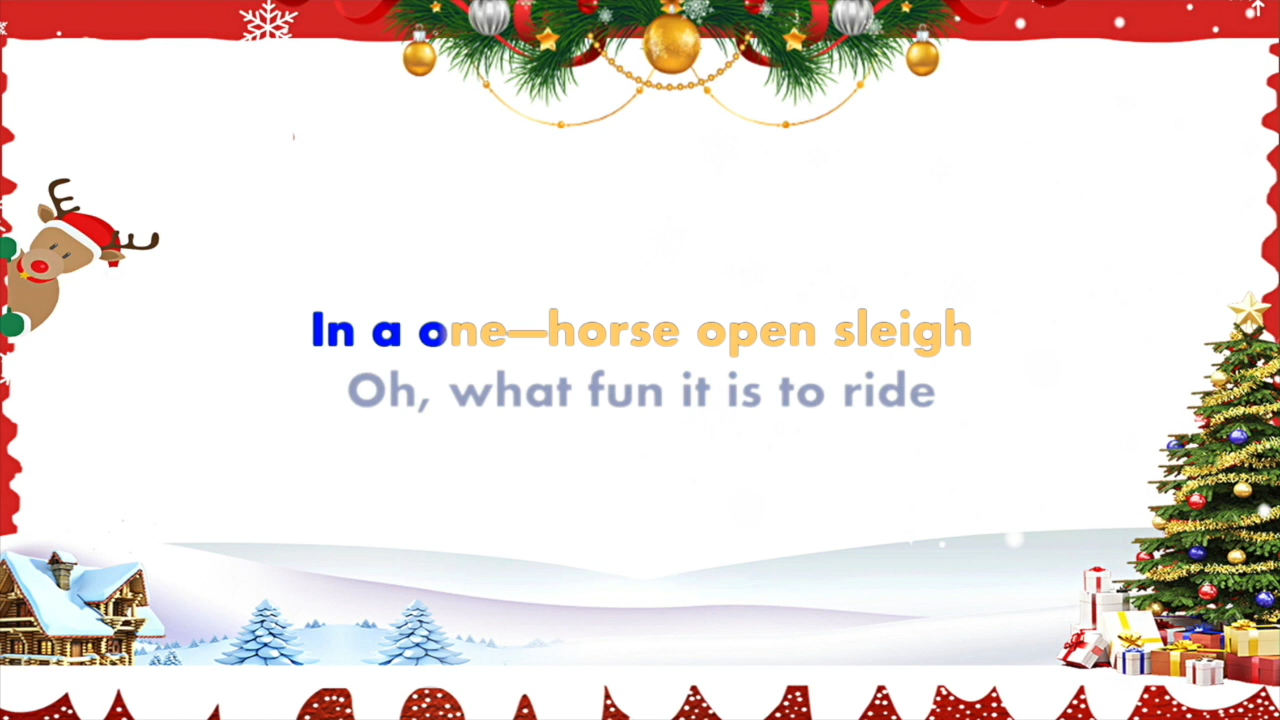 In a one—horse open sleigh
Oh, what fun it is to ride